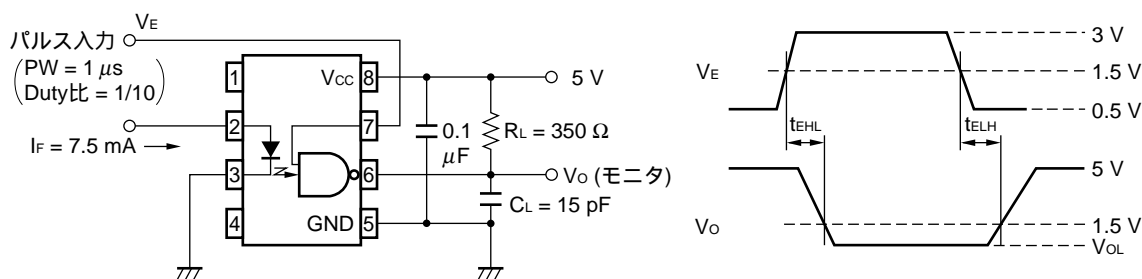 VE
パルス入力
(PW = 1 μs
Duty比 = 1/10)
IF = 7.5 mA
1
2
3
4
VCC 8
7
6
GND 5
0.1
μF
RL = 350 Ω
CL = 15 pF
5 V
VO (モニタ)
VE
3 V
1.5 V
0.5 V
tEHL
tELH
VO
5 V
1.5 V
VOL